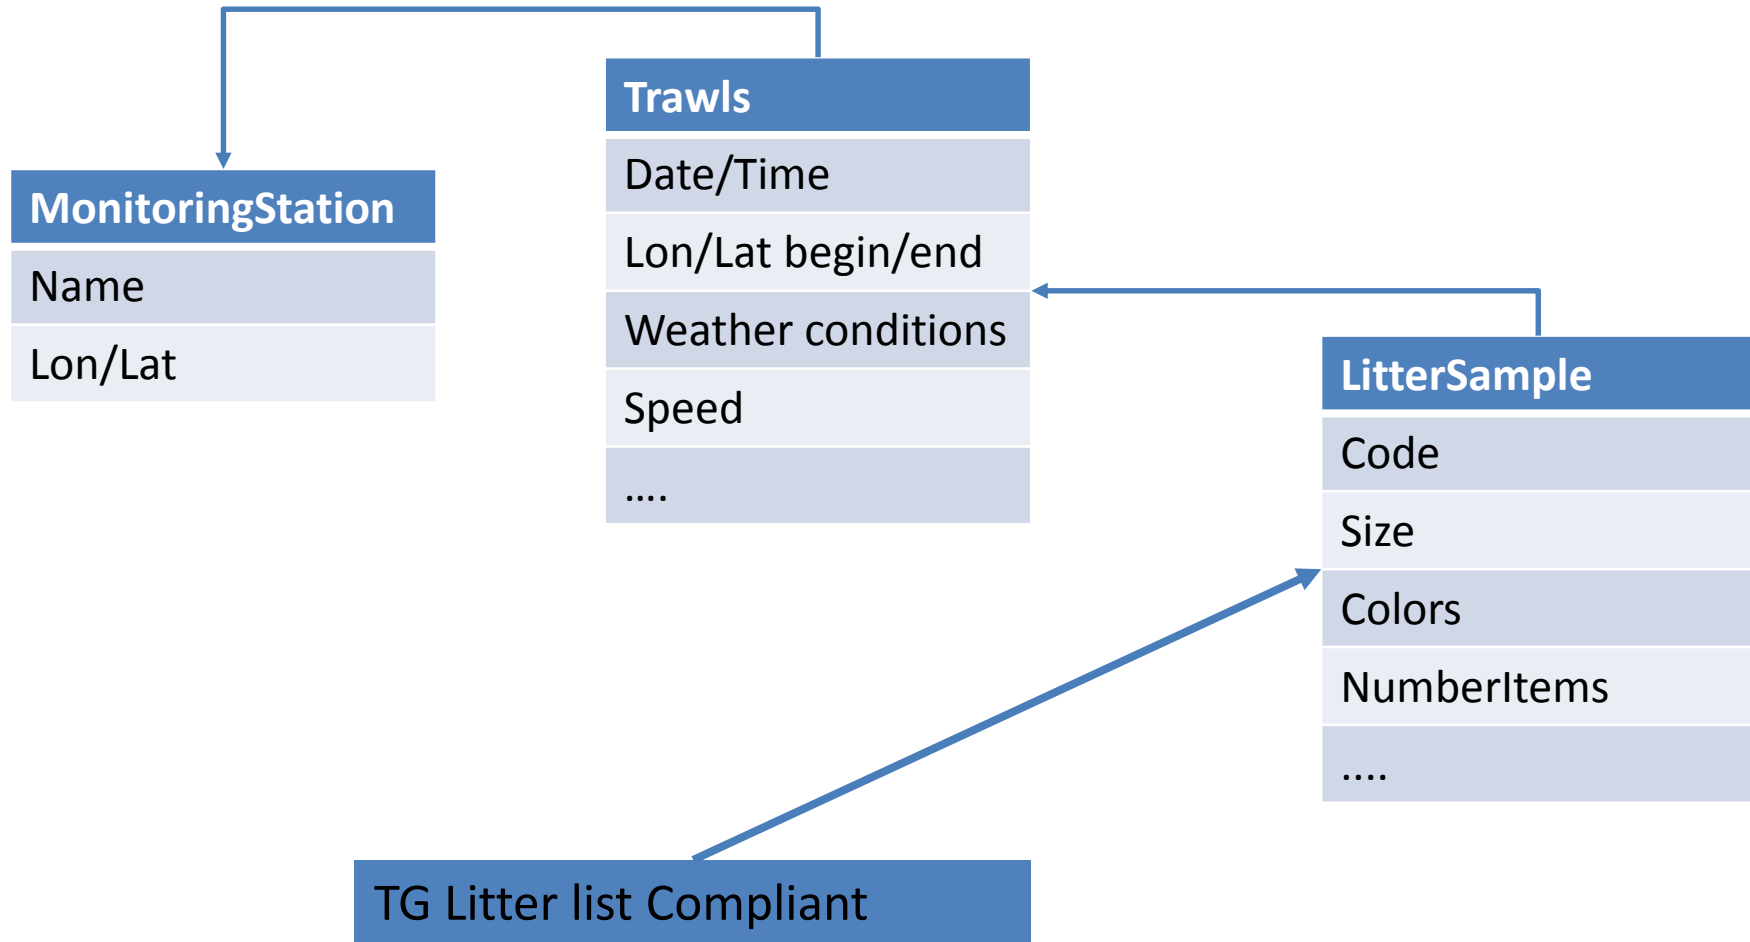 MonitoringStation
Name
Lon/Lat
Trawls
Date/Time
Lon/Lat begin/end
Weather conditions
Speed
....
LitterSample
Code
Size
Colors
NumberItems
....
TG Litter list Compliant